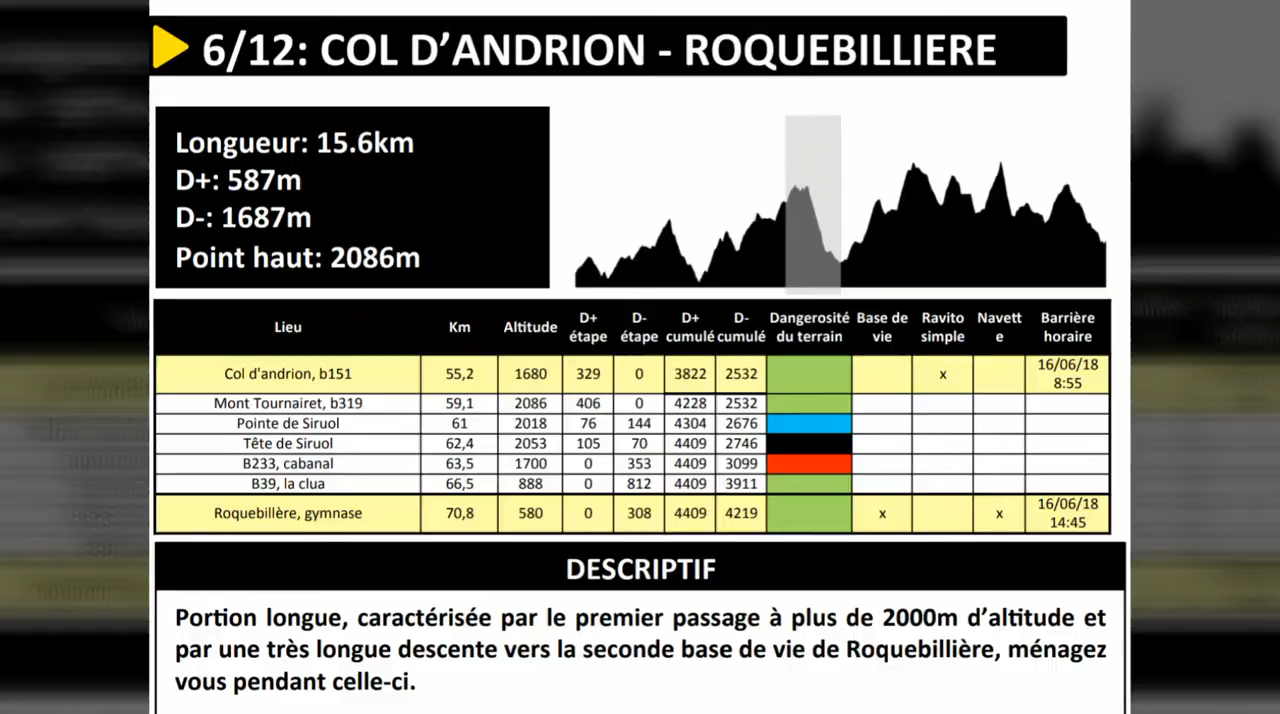 6/12: COL D’ANDRION - ROQUEBILLIERE
Longueur: 15.6km
D+: 587m
D-: 1687m
Point haut: 2086m
Lieu Km Altitude D+ étape D- étape D+ cumulé D- cumulé Dangerosité du terrain Base de vie Ravito simple Navett e Barrière horaire
Col d'andrion, b151 55,2 1680 329 0 3822 2532 x 16/06/18 8:55
Mont Tournairet, b319 59,1 2086 406 0 4228 2532
Pointe de Siruol 61 2018 76 144 4304 2676
Tête de Siruol 62,4 2053 105 70 4409 2746
B233, cabanal 63,5 1700 0 353 4409 3099
B39, la clua 66,5 888 0 812 4409 3911
Roquebillère, gymnase 70,8 580 0 308 4409 4219 x x 16/06/18 14:45
DESCRIPTIF
Portion longue, caractérisée par le premier passage à plus de 2000m d’altitude et
par une très longue descente vers la seconde base de vie de Roquebillière, ménagez
vous pendant celle-ci.